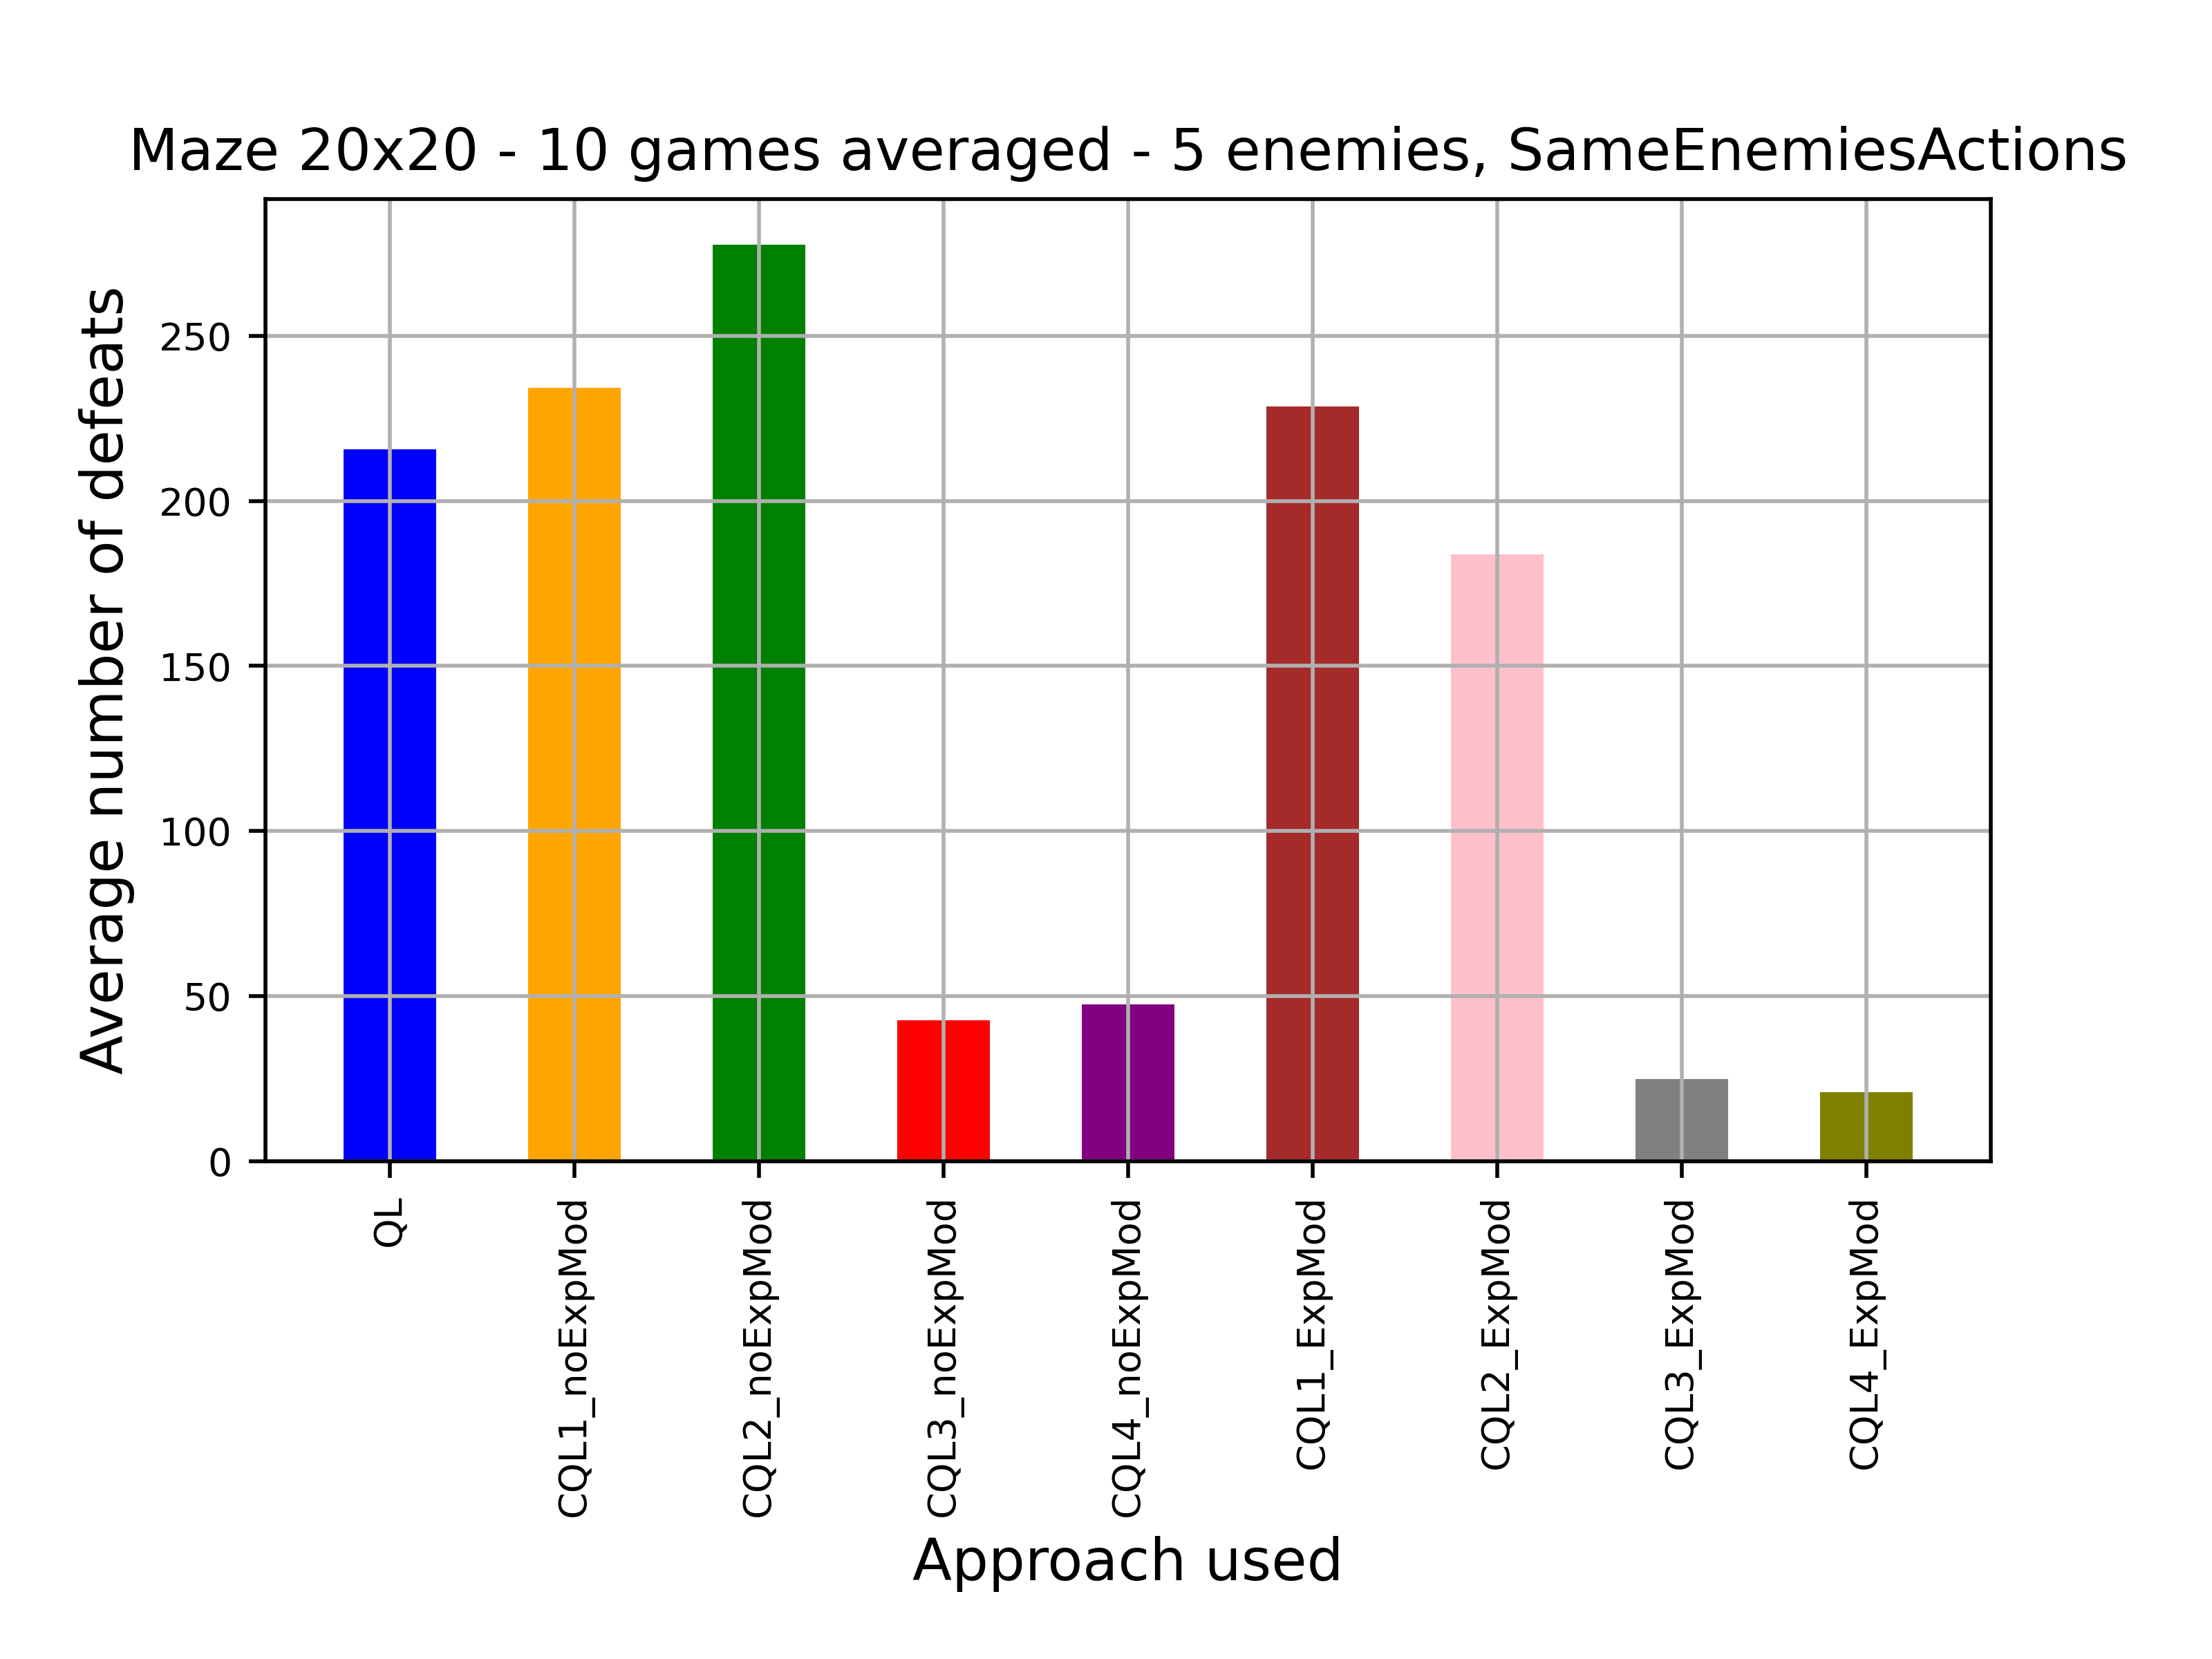 Maze 20x20 - 10 games averaged - 5 enemies, SameEnemiesActions
Average number of defeats
250
200
150
100
50
0
QL
CQL1_noExpMod
CQL2_noExpMod
CQL3_noExpMod
CQL4_noExpMod
CQL1_ExpMod
CQL2_ExpMod
CQL3_ExpMod
CQL4_ExpMod
Approach used